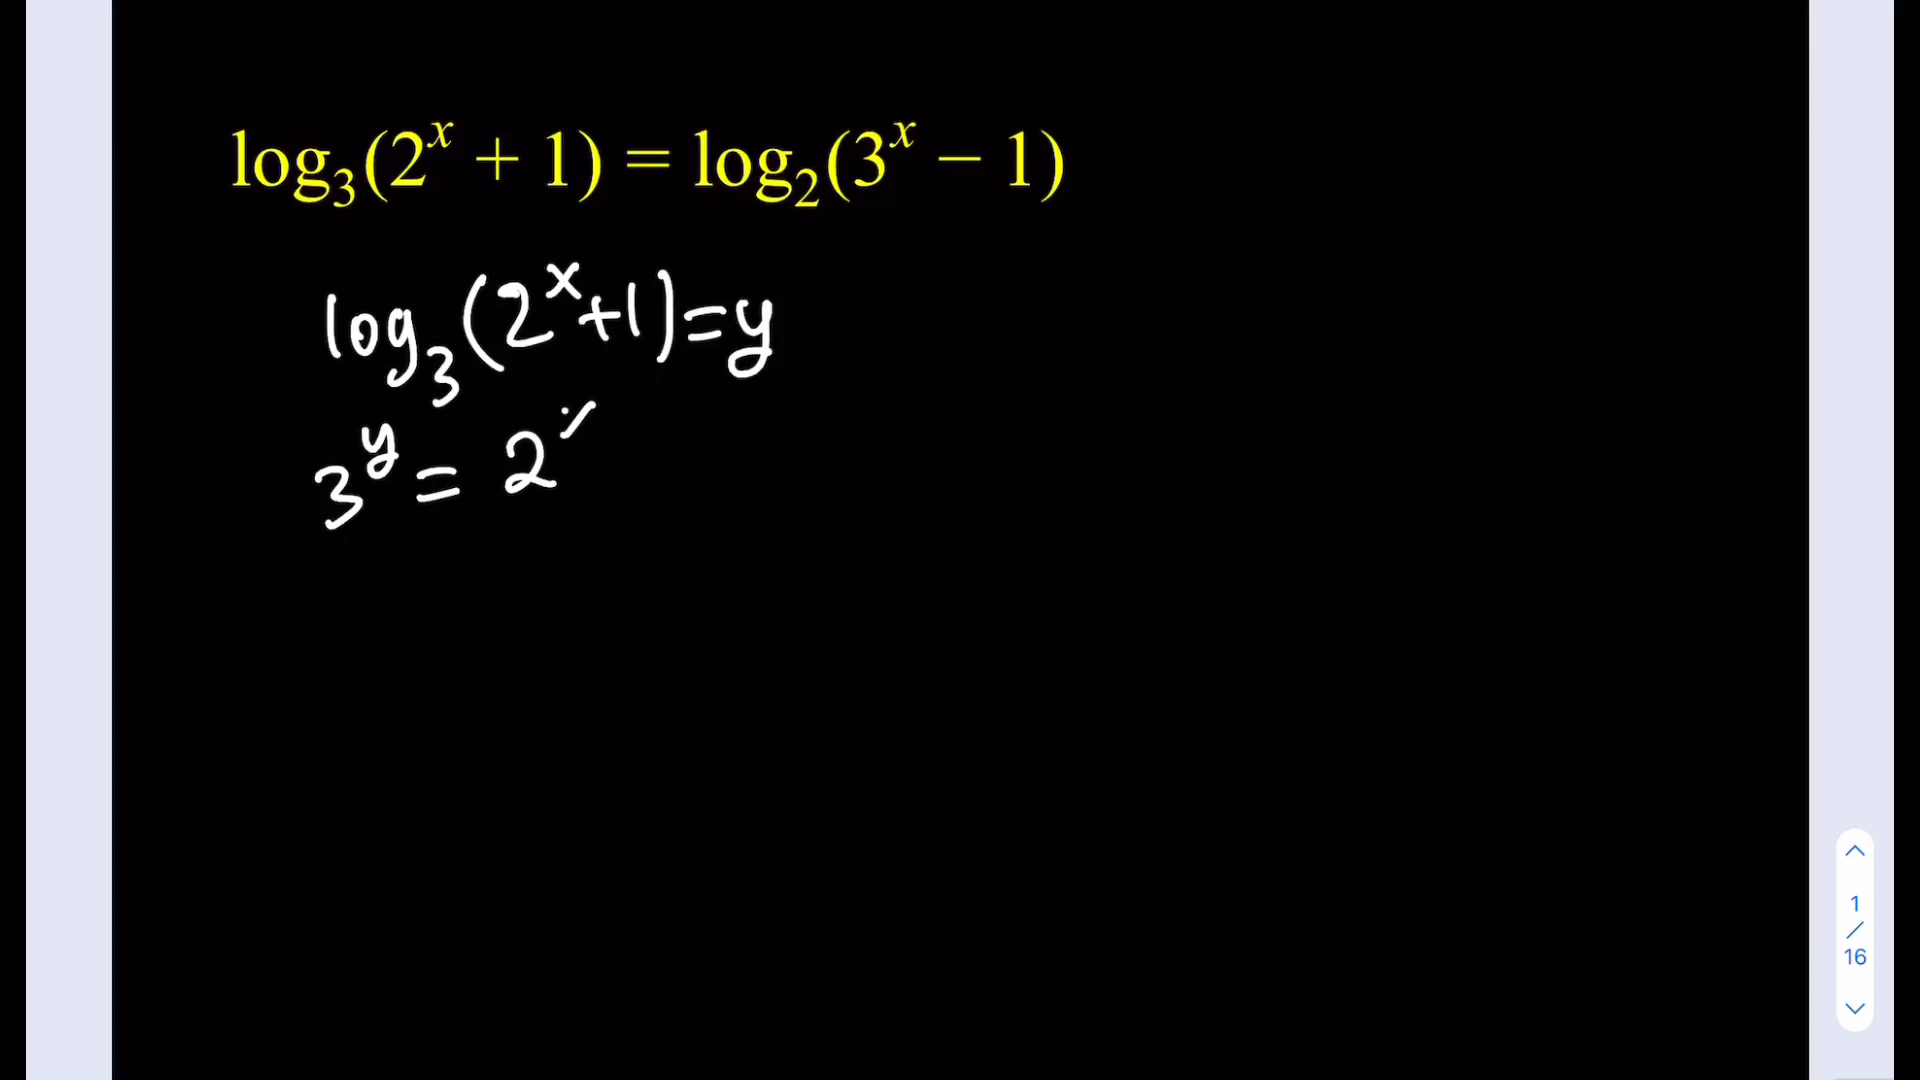 log₃(2ˣ + 1) = log₂(3ˣ − 1)
log₃(2ˣ+1)=y
3ʸ = 2
1
/
16